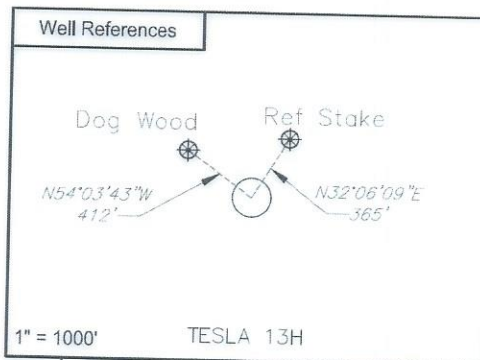 Well References
Dog Wood
Ref Stake
N54°03'43"W
412'
N32°06'09"E
365'
1" = 1000'
TESLA 13H